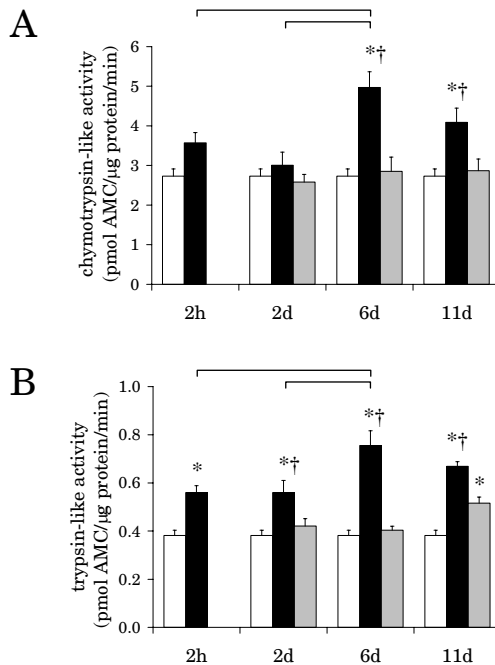 A
chymotrypsin-like activity
(pmol AMC/µg protein/min)
6
5
4
3
2
1
0
*†
*†
2h 2d 6d 11d
B
trypsin-like activity
(pmol AMC/µg protein/min)
1.0
0.8
0.6
0.4
0.2
0.0
*
*†
*†
*†
*
2h 2d 6d 11d